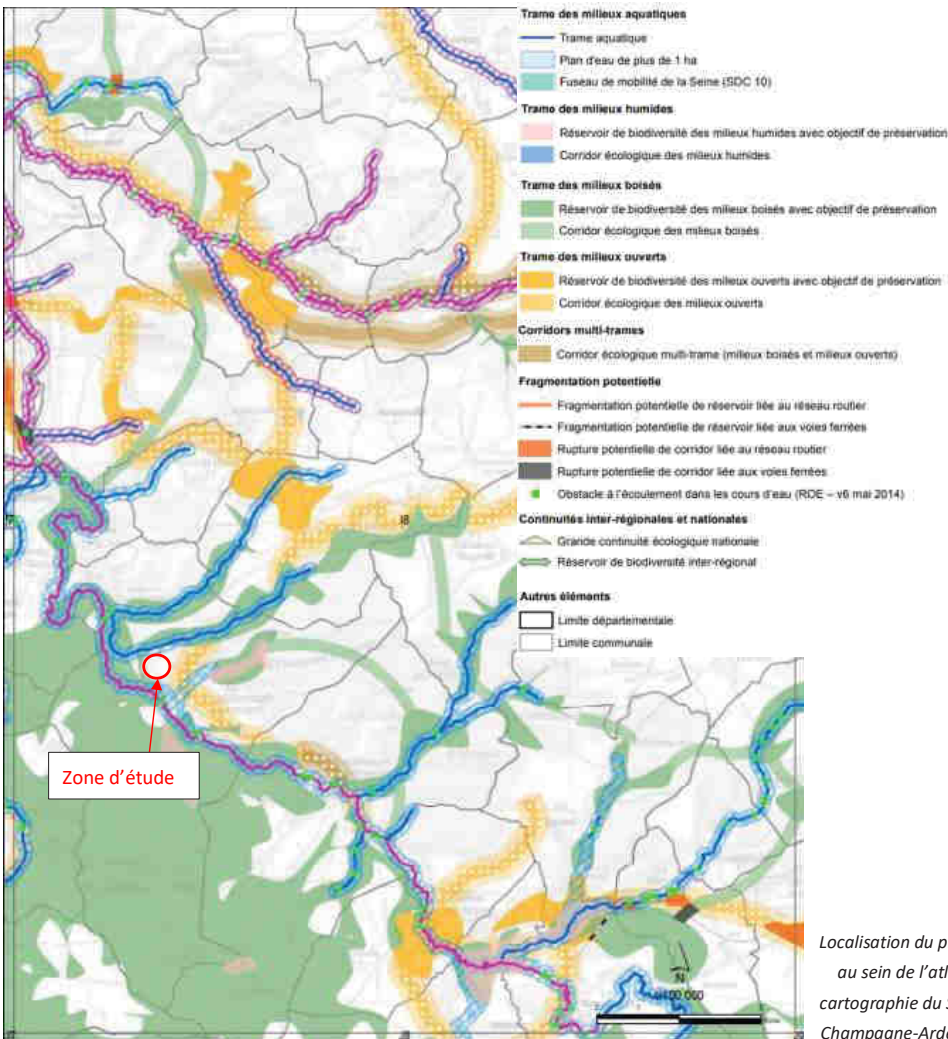 Trame des milieux aquatiques
Trame aquatique
Plan d'eau de plus de 1 ha
Fuseau de mobilité de la Seine (SDC 10)
Trame des milieux humides
Réservoir de biodiversité des milieux humides avec objectif de préservation
Corridor écologique des milieux humides
Trame des milieux boisés
Réservoir de biodiversité des milieux boisés avec objectif de préservation
Corridor écologique des milieux boisés
Trame des milieux ouverts
Réservoir de biodiversité des milieux ouverts avec objectif de préservation
Corridor écologique des milieux ouverts
Corridors multi-trames
Corridor écologique multi-trame (milieux boisés et milieux ouverts)
Fragmentation potentielle
Fragmentation potentielle de réservoir liée au réseau routier
Fragmentation potentielle de réservoir liée aux voies ferrées
Rupture potentielle de corridor liée au réseau routier
Rupture potentielle de corridor liée aux voies ferrées
Obstacle à l'écoulement dans les cours d'eau (RDE – v6 mai 2014)
Continuités inter-régionales et nationales
Grande continuité écologique nationale
Réservoir de biodiversité inter-régional
Autres éléments
Limite départementale
Limite communale
Zone d'étude
N
Localisation du p
au sein de l'atl
cartographie du
Champagne-Ard